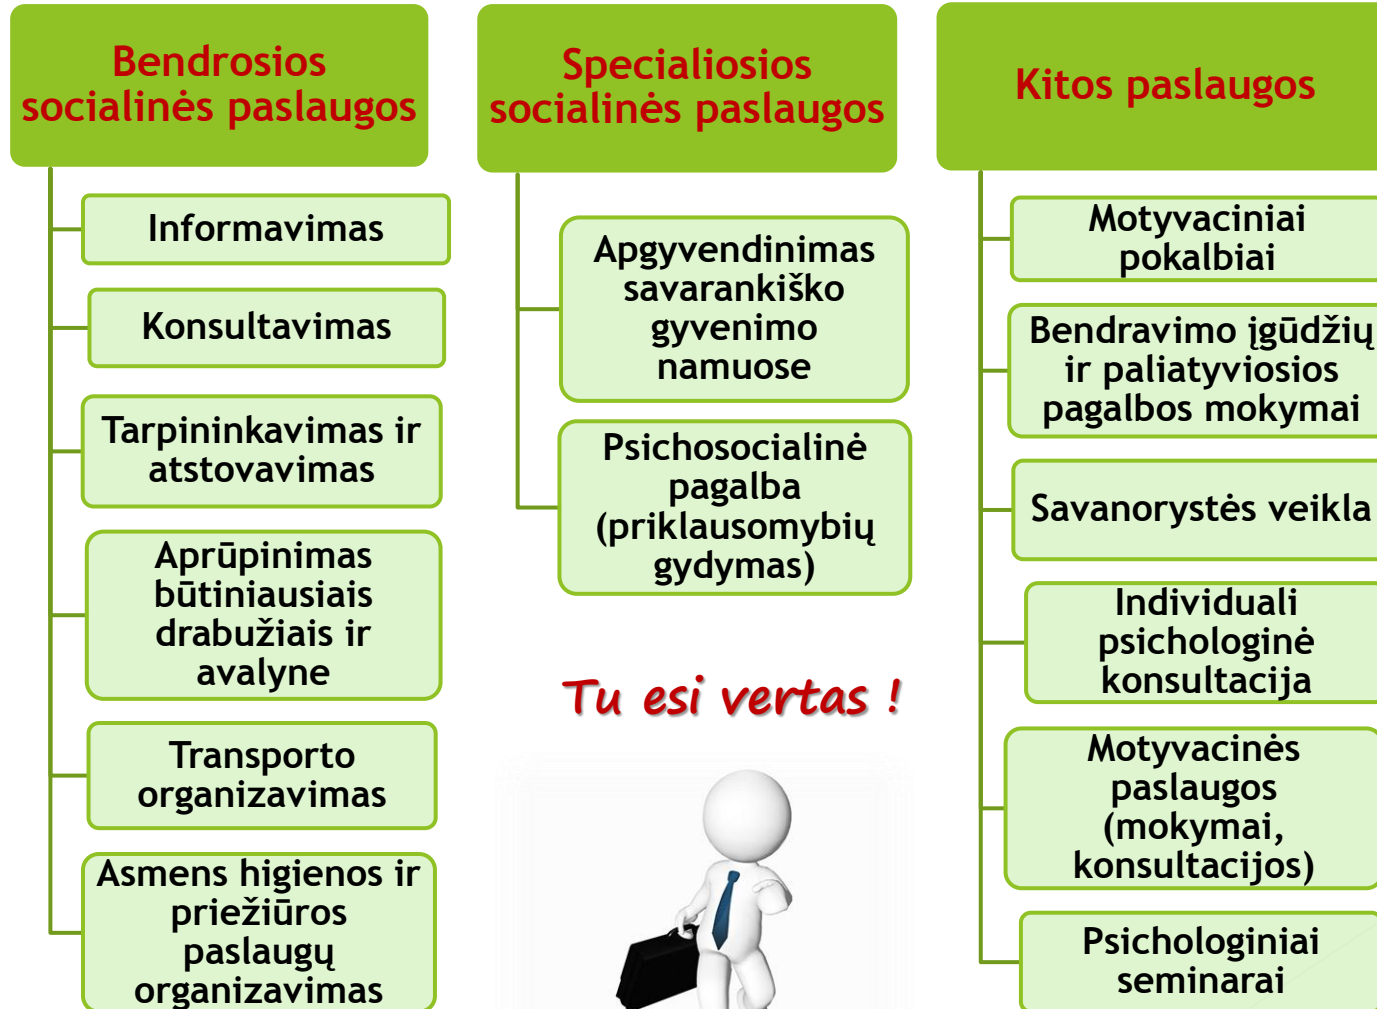 Bendrosios
socialinės paslaugos
Informavimas
Konsultavimas
Tarpininkavimas ir
atstovavimas
Aprūpinimas
būtiniausiais
drabužiais ir
avalyne
Transporto
organizavimas
Asmens higienos ir
priežiūros
paslaugų
organizavimas
Specialiosios
socialinės paslaugos
Apgyvendinimas
savarankiško
gyvenimo
namuose
Psichosocialinė
pagalba
(priklausomybių
gydymas)
Tu esi vertas !
Kitos paslaugos
Motyvaciniai
pokalbiai
Bendravimo įgūdžių
ir paliatyviosios
pagalbos mokymai
Savanorystės veikla
Individuali
psichologinė
konsultacija
Motyvacinės
paslaugos
(mokymai,
konsultacijos)
Psichologiniai
seminarai